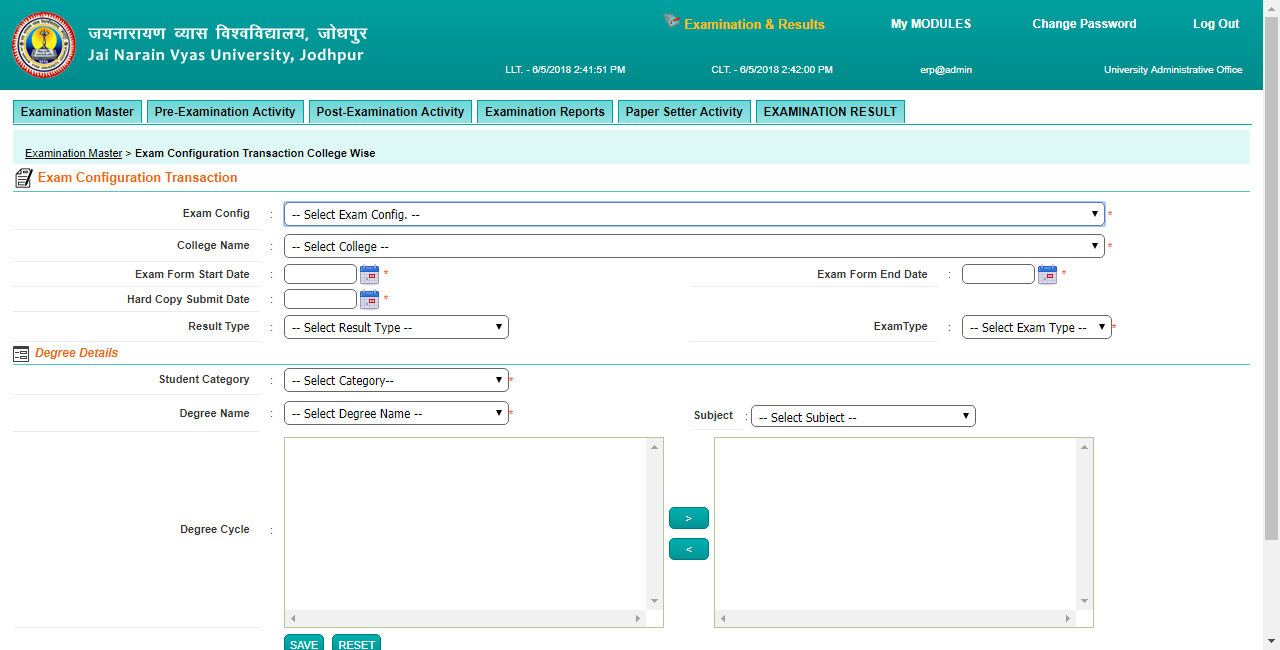 जयनारायण व्यास विश्वविद्यालय, जोधपुर
Jai Narain Vyas University, Jodhpur
Examination & Results
My MODULES
Change Password
Log Out
LLT. - 6/5/2018 2:41:51 PM
CLT. - 6/5/2018 2:42:00 PM
erp@admin
University Administrative Office
Examination Master
Pre-Examination Activity
Post-Examination Activity
Examination Reports
Paper Setter Activity
EXAMINATION RESULT
Examination Master > Exam Configuration Transaction College Wise
Exam Configuration Transaction
Exam Config : -- Select Exam Config. -- *
College Name : -- Select College -- *
Exam Form Start Date : *
Exam Form End Date : *
Hard Copy Submit Date : *
Result Type : -- Select Result Type --
ExamType : -- Select Exam Type -- *
Degree Details
Student Category : -- Select Category-- *
Degree Name : -- Select Degree Name -- *
Subject : -- Select Subject --
Degree Cycle :
>
<
SAVE
RESET